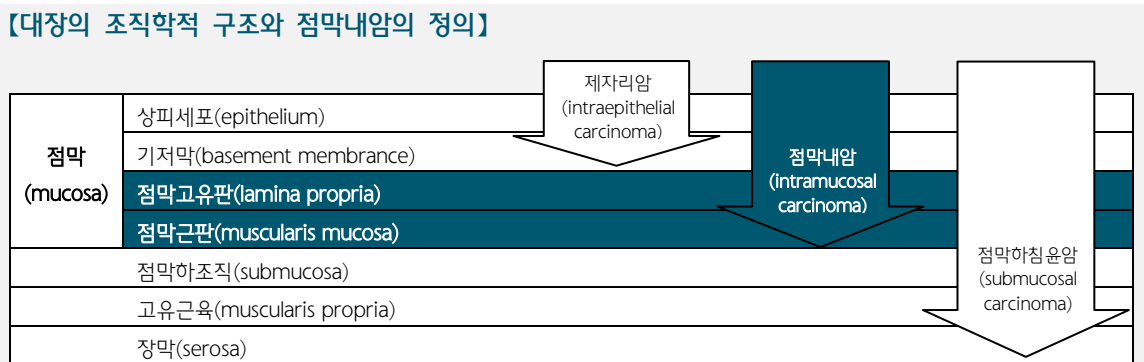 【대장의 조직학적 구조와 점막내암의 정의】
제자리암
(intraepithelial
carcinoma)
상피세포(epithelium)
점막
(mucosa)
기저막(basement membrance)
점막내암
(intramucosal
carcinoma)
점막고유판(lamina propria)
점막근판(muscularis mucosa)
점막하침윤암
(submucosal
carcinoma)
점막하조직(submucosa)
고유근육(muscularis propria)
장막(serosa)